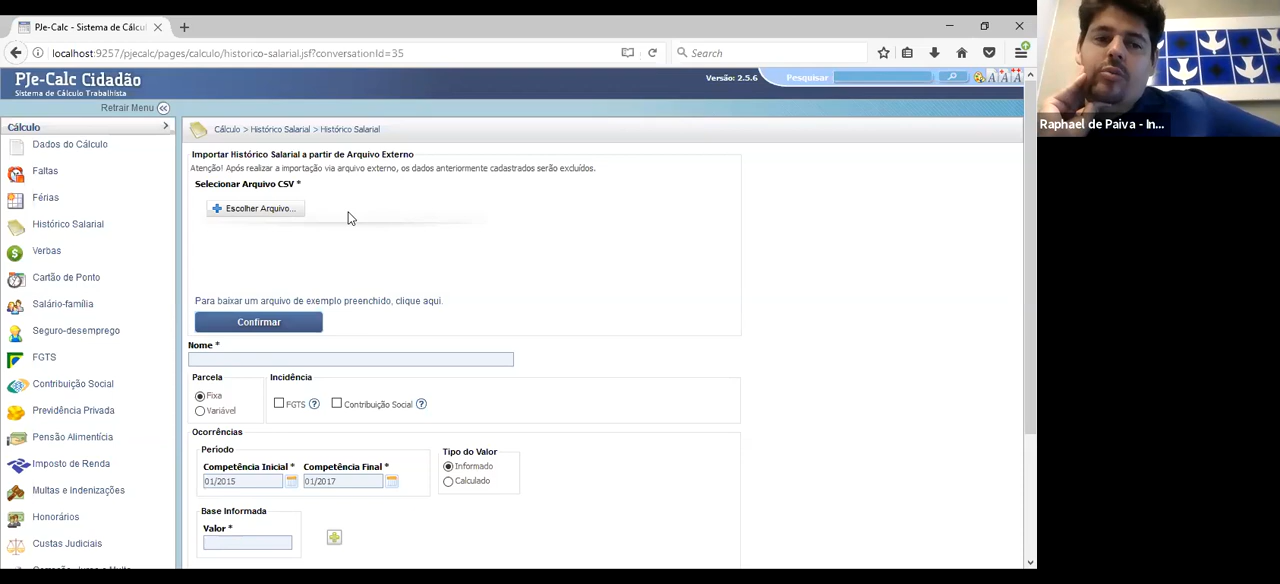 PJe-Calc - Sistema de Cálcu
localhost:9257/pjecalc/pages/calculo/historico-salarial.jsf?conversationId=35
Search
PJe-Calc Cidadão
Sistema de Cálculo Trabalhista
Versão: 2.5.6
Pesquisar
A A A
Retrair Menu
Cálculo
Dados do Cálculo
Faltas
Férias
Histórico Salarial
Verbas
Cartão de Ponto
Salário-família
Seguro-desemprego
FGTS
Contribuição Social
Previdência Privada
Pensão Alimentícia
Imposto de Renda
Multas e Indenizações
Honorários
Custas Judiciais
Cálculo > Histórico Salarial > Histórico Salarial
Importar Histórico Salarial a partir de Arquivo Externo
Atenção! Após realizar a importação via arquivo externo, os dados anteriormente cadastrados serão excluídos.
Selecionar Arquivo CSV *
Escolher Arquivo...
Para baixar um arquivo de exemplo preenchido, clique aqui.
Confirmar
Nome *
Parcela
Fixa
Variável
Incidência
FGTS
Contribuição Social
Ocorrências
Período
Competência Inicial *
Competência Final *
01/2015
01/2017
Tipo do Valor
Informado
Calculado
Base Informada
Valor *
Raphael de Paiva - In...